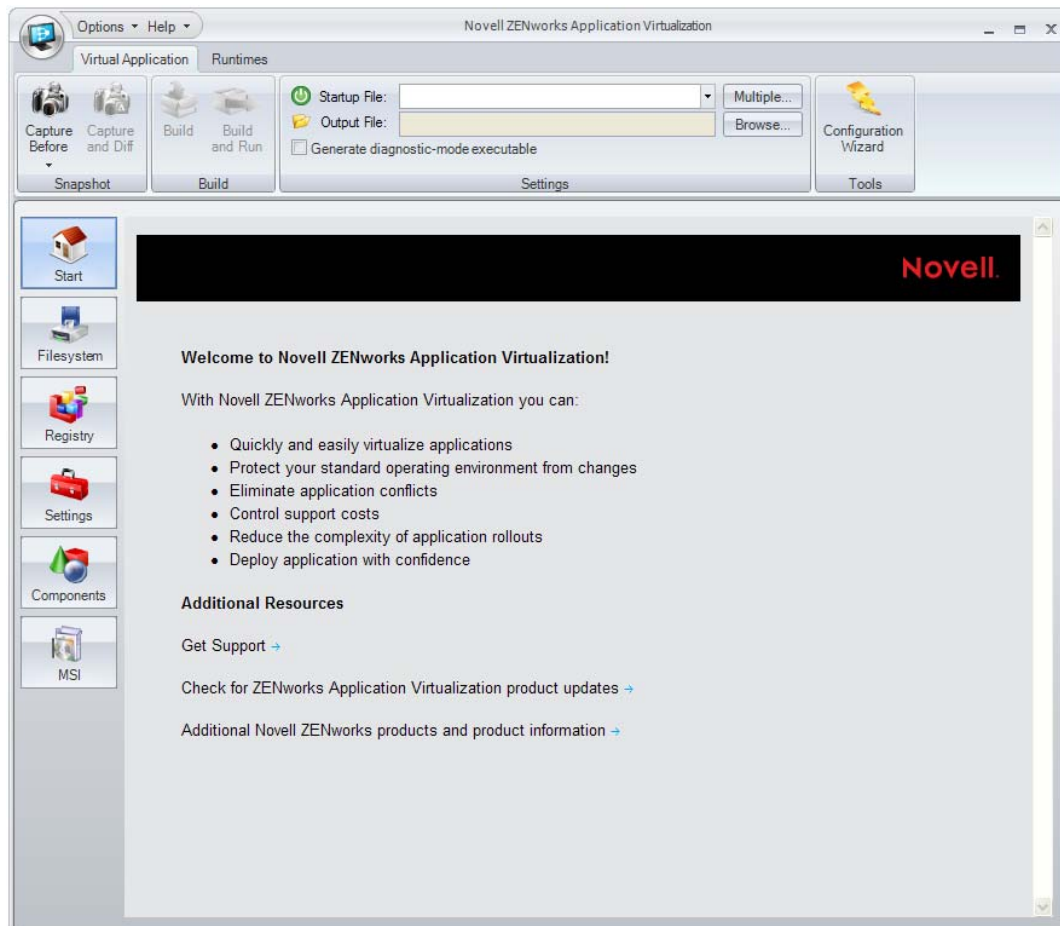 Options Help
Novell ZENworks Application Virtualization
Virtual Application Runtimes
Capture Before
Capture and Diff
Snapshot
Build
Build and Run
Build
Startup File:
Multiple...
Output File:
Browse...
Generate diagnostic-mode executable
Settings
Configuration Wizard
Tools
Start
Filesystem
Registry
Settings
Components
MSI
Novell.
Welcome to Novell ZENworks Application Virtualization!
With Novell ZENworks Application Virtualization you can:
• Quickly and easily virtualize applications
• Protect your standard operating environment from changes
• Eliminate application conflicts
• Control support costs
• Reduce the complexity of application rollouts
• Deploy application with confidence
Additional Resources
Get Support →
Check for ZENworks Application Virtualization product updates →
Additional Novell ZENworks products and product information →